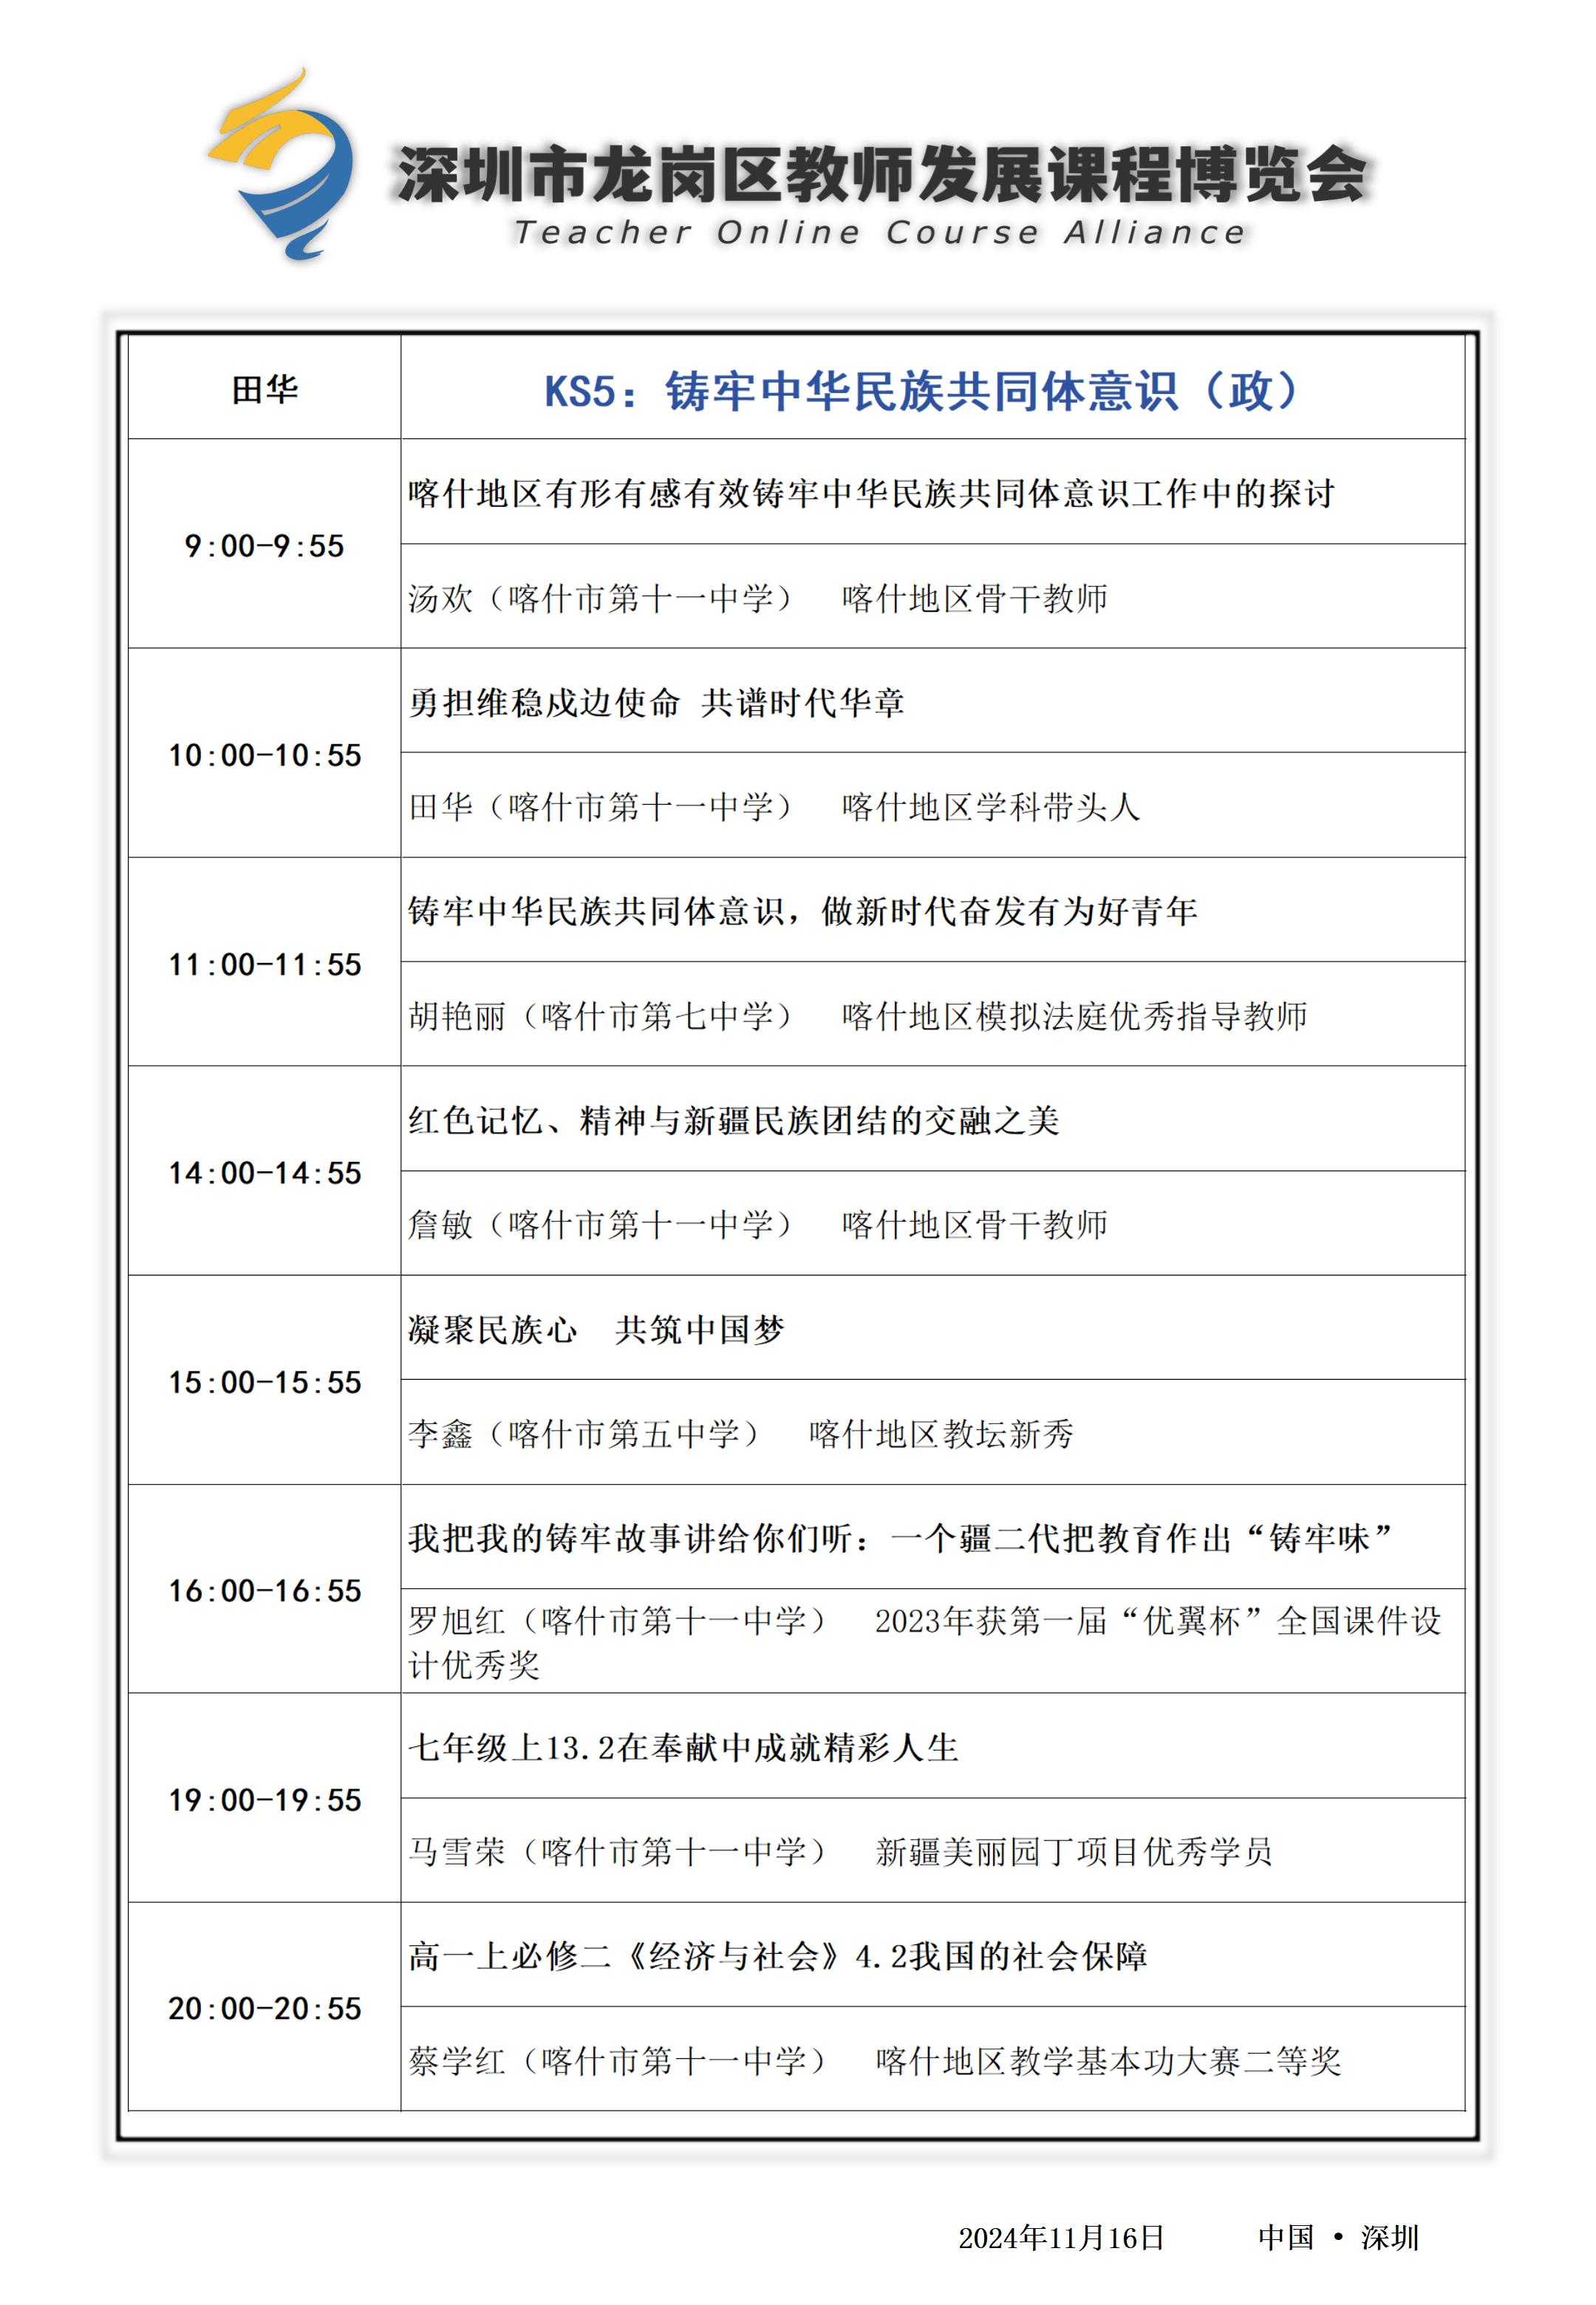 深圳市龙岗区教师发展课程博览会
Teacher Online Course Alliance
田华
KS5：铸牢中华民族共同体意识（政）
9:00-9:55
喀什地区有形有感有效铸牢中华民族共同体意识工作中的探讨
汤欢（喀什市第十一中学） 喀什地区骨干教师
10:00-10:55
勇担维稳戍边使命 共谱时代华章
田华（喀什市第十一中学） 喀什地区学科带头人
11:00-11:55
铸牢中华民族共同体意识，做新时代奋发有为好青年
胡艳丽（喀什市第七中学） 喀什地区模拟法庭优秀指导教师
14:00-14:55
红色记忆、精神与新疆民族团结的交融之美
詹敏（喀什市第十一中学） 喀什地区骨干教师
15:00-15:55
凝聚民族心 共筑中国梦
李鑫（喀什市第五中学） 喀什地区教坛新秀
16:00-16:55
我把我的铸牢故事讲给你们听：一个疆二代把教育作出“铸牢味”
罗旭红（喀什市第十一中学） 2023年获第一届“优翼杯”全国课件设
计优秀奖
19:00-19:55
七年级上13.2在奉献中成就精彩人生
马雪荣（喀什市第十一中学） 新疆美丽园丁项目优秀学员
20:00-20:55
高一上必修二《经济与社会》4.2我国的社会保障
蔡学红（喀什市第十一中学） 喀什地区教学基本功大赛二等奖
2024年11月16日 中国 • 深圳